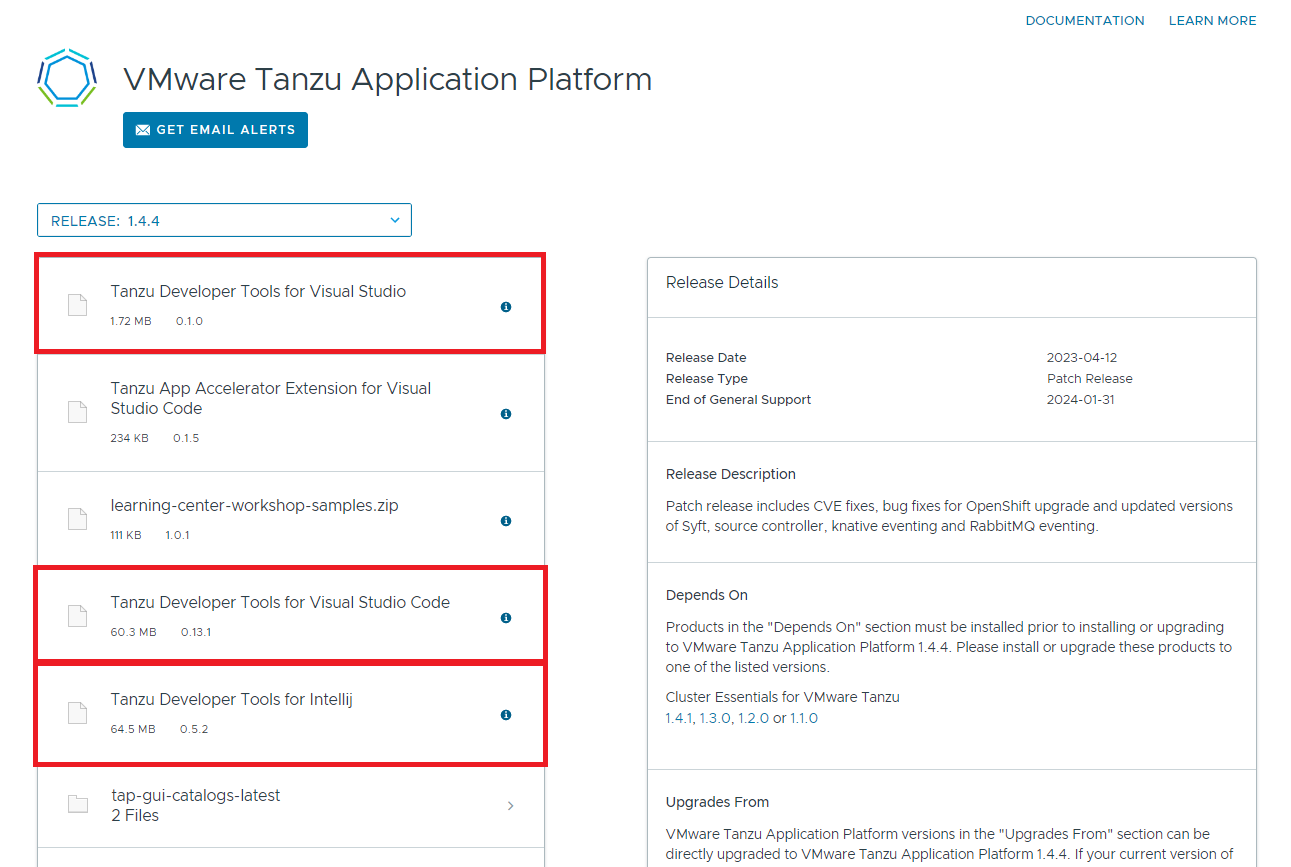 DOCUMENTATION LEARN MORE
VMware Tanzu Application Platform
GET EMAIL ALERTS
RELEASE: 1.4.4
Tanzu Developer Tools for Visual Studio
1.72 MB 0.1.0
Tanzu App Accelerator Extension for Visual
Studio Code
234 KB 0.1.5
learning-center-workshop-samples.zip
111 KB 1.0.1
Tanzu Developer Tools for Visual Studio Code
60.3 MB 0.13.1
Tanzu Developer Tools for Intellij
64.5 MB 0.5.2
tap-gui-catalogs-latest
2 Files
Release Details
Release Date 2023-04-12
Release Type Patch Release
End of General Support 2024-01-31
Release Description
Patch release includes CVE fixes, bug fixes for OpenShift upgrade and updated versions
of Syft, source controller, knative eventing and RabbitMQ eventing.
Depends On
Products in the "Depends On" section must be installed prior to installing or upgrading
to VMware Tanzu Application Platform 1.4.4. Please install or upgrade these products to
one of the listed versions.
Cluster Essentials for VMware Tanzu
1.4.1, 1.3.0, 1.2.0 or 1.1.0
Upgrades From
VMware Tanzu Application Platform versions in the "Upgrades From" section can be
directly upgraded to VMware Tanzu Application Platform 1.4.4. If your current version of